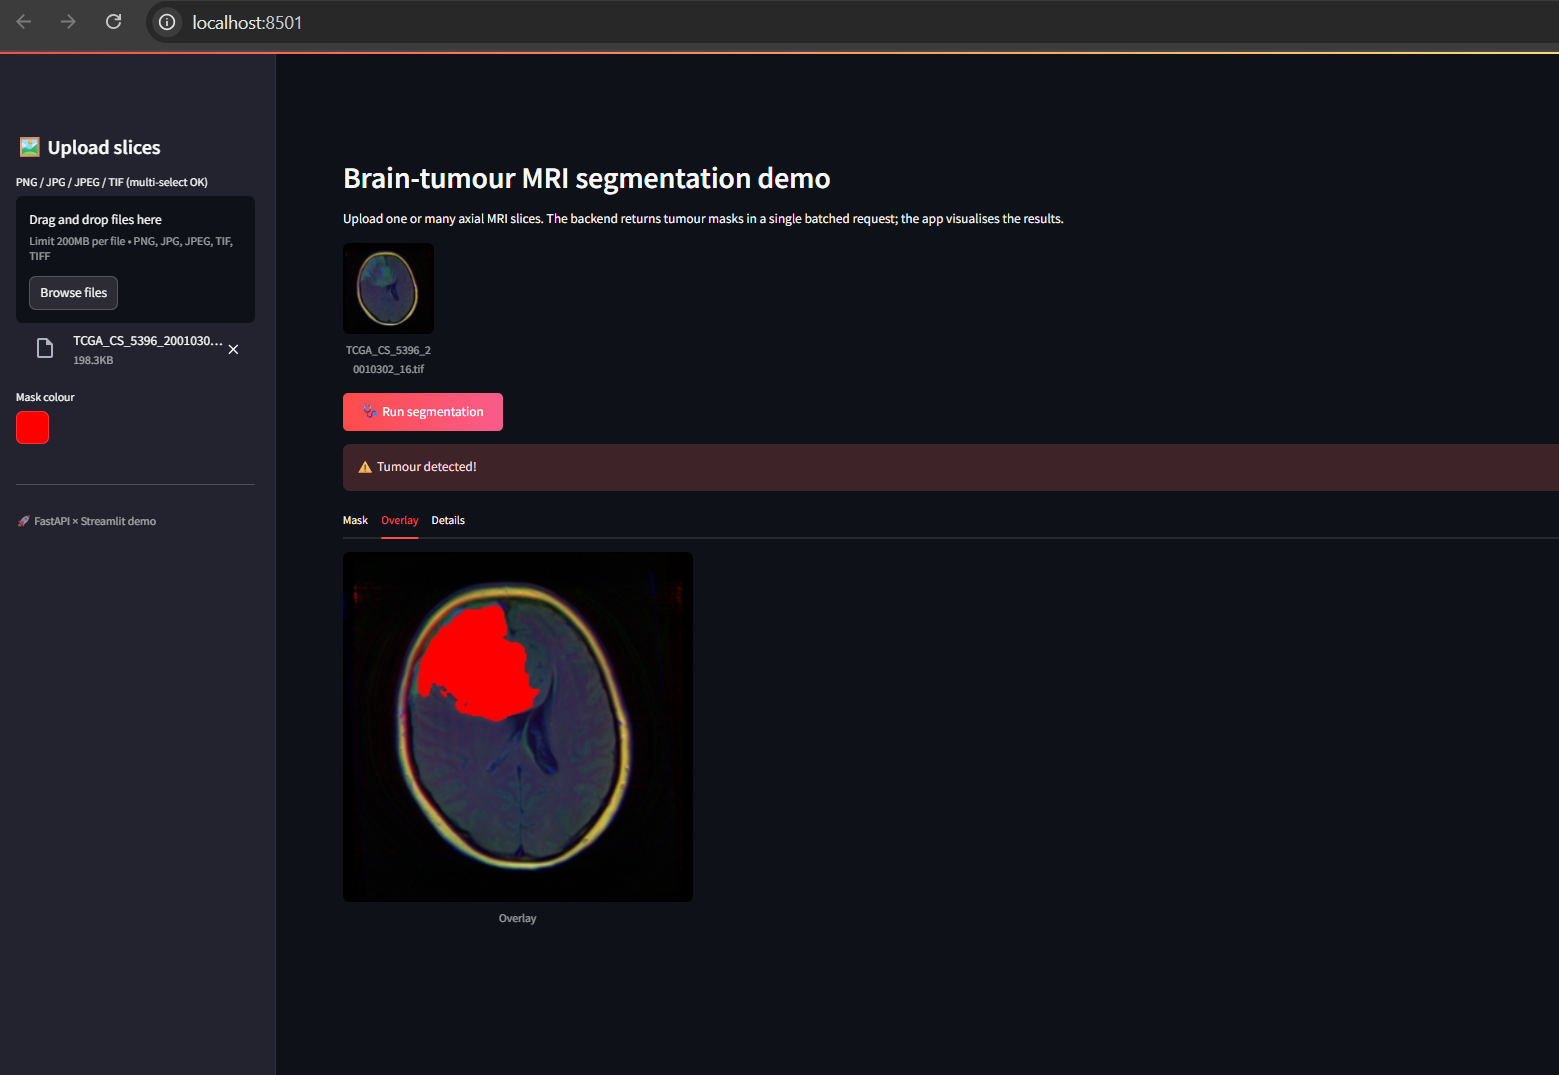 localhost:8501
Upload slices
PNG / JPG / JPEG / TIF (multi-select OK)
Drag and drop files here
Limit 200MB per file • PNG, JPG, JPEG, TIF,
TIFF
Browse files
TCGA_CS_5396_2001030...
198.3KB
Mask colour
FastAPI × Streamlit demo
Brain-tumour MRI segmentation demo
Upload one or many axial MRI slices. The backend returns tumour masks in a single batched request; the app visualises the results.
TCGA_CS_5396_2
0010302_16.tif
Run segmentation
Tumour detected!
Mask Overlay Details
Overlay